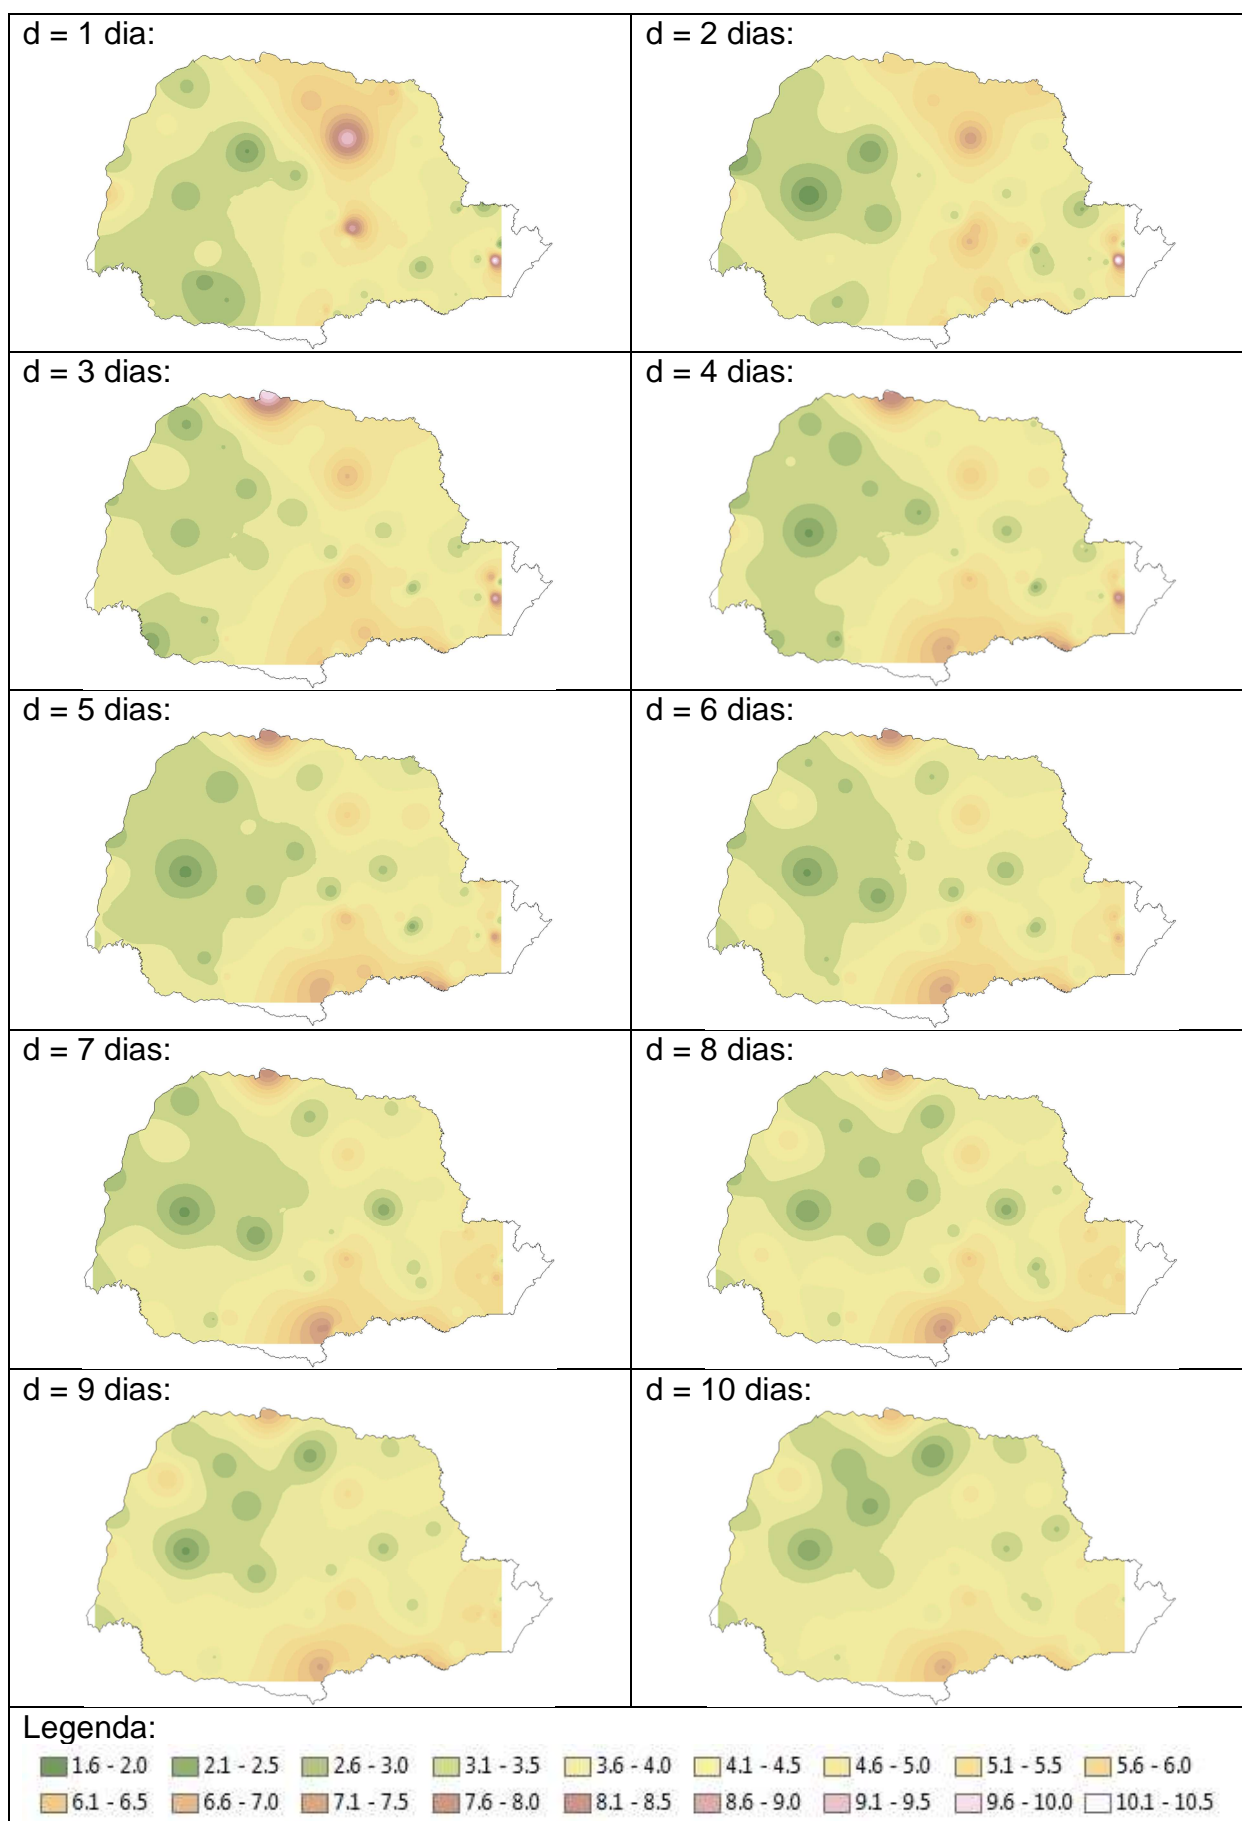 d = 1 dia:
d = 2 dias:
d = 3 dias:
d = 4 dias:
d = 5 dias:
d = 6 dias:
d = 7 dias:
d = 8 dias:
d = 9 dias:
d = 10 dias:
Legenda:
1.6 - 2.0 2.1 - 2.5 2.6 - 3.0 3.1 - 3.5 3.6 - 4.0 4.1 - 4.5 4.6 - 5.0 5.1 - 5.5 5.6 - 6.0
6.1 - 6.5 6.6 - 7.0 7.1 - 7.5 7.6 - 8.0 8.1 - 8.5 8.6 - 9.0 9.1 - 9.5 9.6 - 10.0 10.1 - 10.5